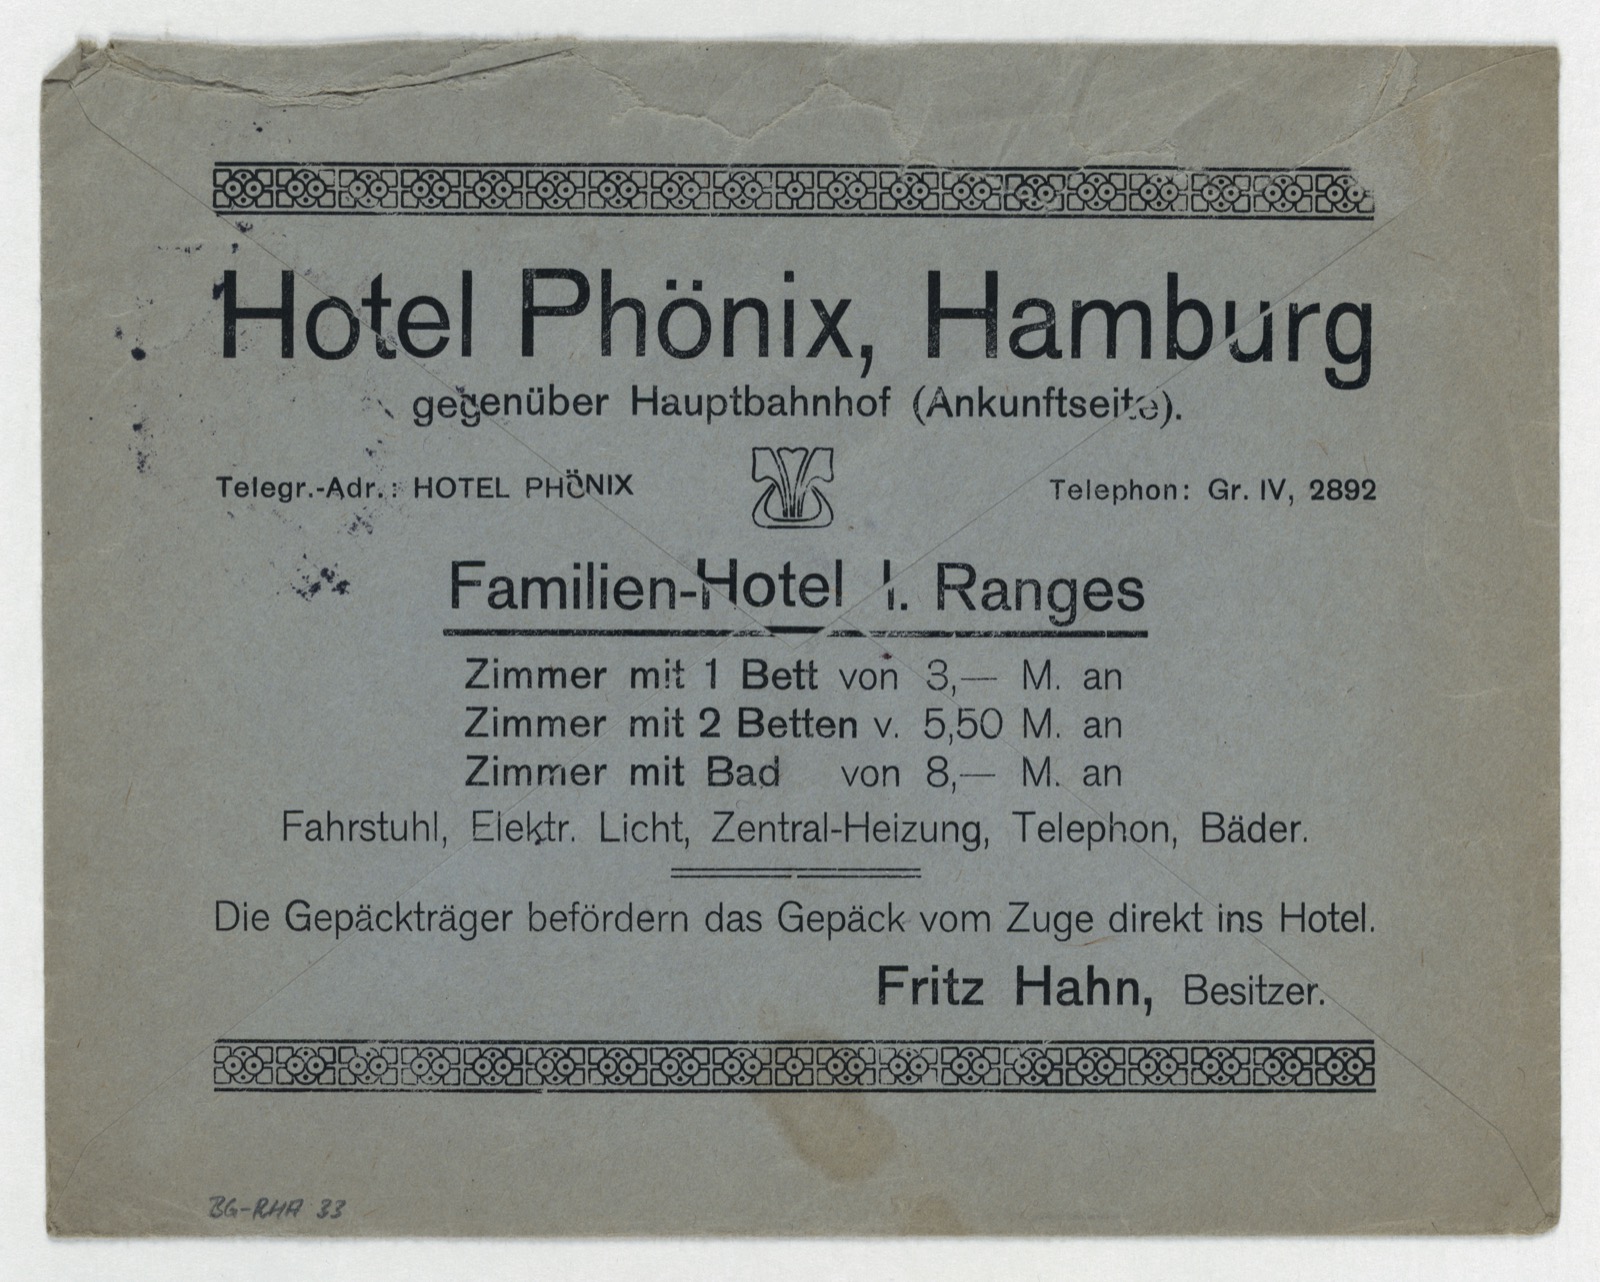 Hotel Phönix, Hamburg
gegenüber Hauptbahnhof (Ankunftseite).
Telegr.-Adr.: HOTEL PHÖNIX
Telephon: Gr. IV, 2892
Familien-Hotel I. Ranges
Zimmer mit 1 Bett von 3,— M. an
Zimmer mit 2 Betten v. 5,50 M. an
Zimmer mit Bad von 8,— M. an
Fahrstuhl, Elektr. Licht, Zentral-Heizung, Telephon, Bäder.
Die Gepäckträger befördern das Gepäck vom Zuge direkt ins Hotel.
Fritz Hahn, Besitzer.
BG-RHA 33